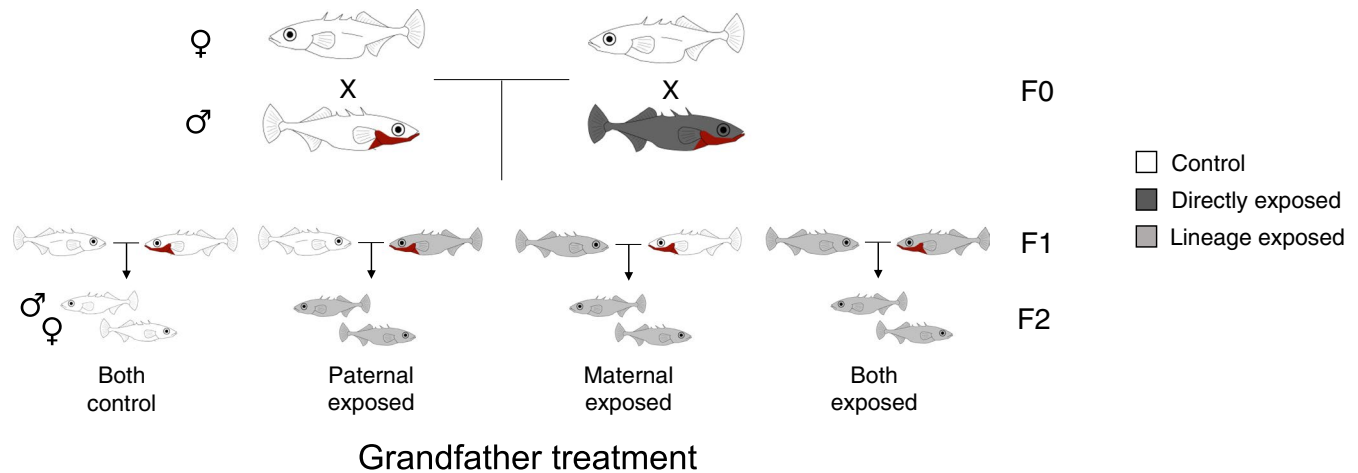 ♀
X
X
♂
F0
Control
Directly exposed
Lineage exposed
F1
♂
♀
F2
Both
control
Paternal
exposed
Maternal
exposed
Both
exposed
Grandfather treatment